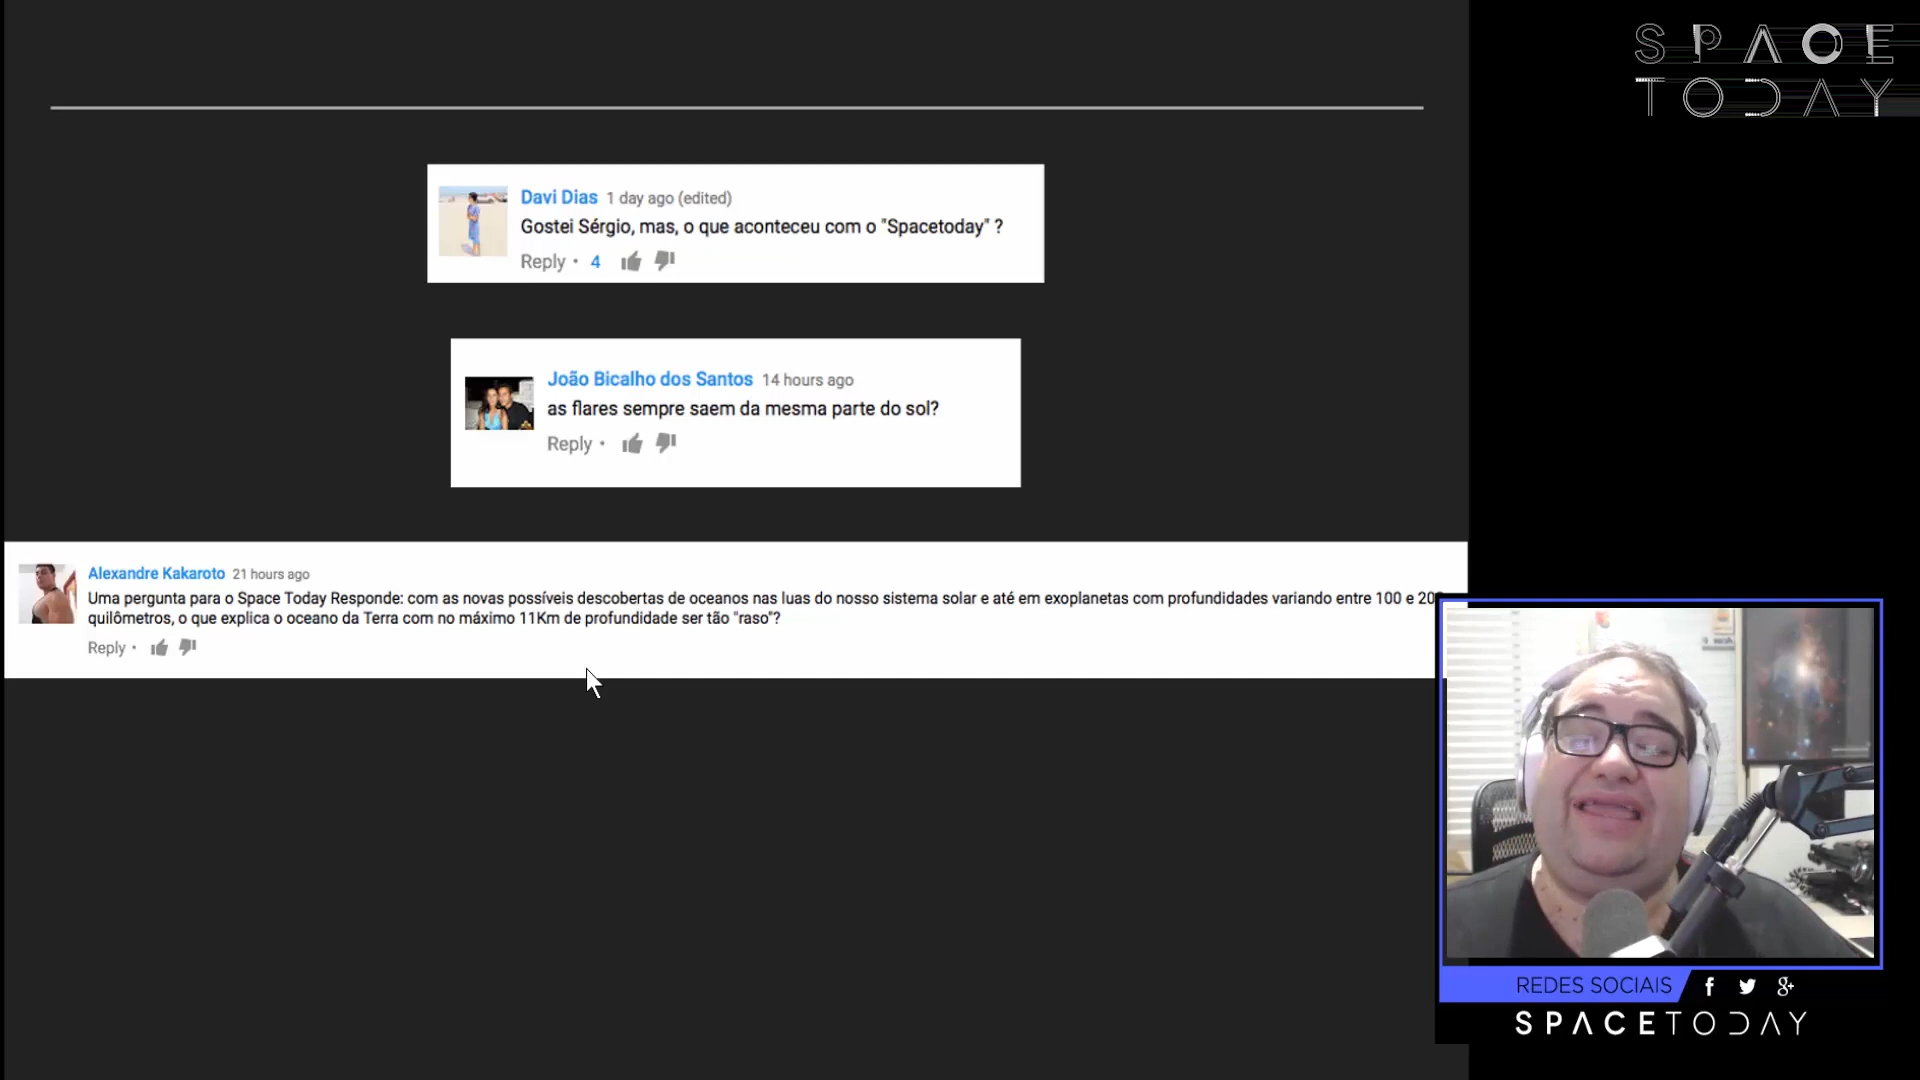 SPACE
TODAY
Davi Dias 1 day ago (edited)
Gostei Sérgio, mas, o que aconteceu com o "Spacetoday" ?
Reply • 4
João Bicalho dos Santos 14 hours ago
as flares sempre saem da mesma parte do sol?
Reply •
Alexandre Kakaroto 21 hours ago
Uma pergunta para o Space Today Responde: com as novas possíveis descobertas de oceanos nas luas do nosso sistema solar e até em exoplanetas com profundidades variando entre 100 e
quilômetros, o que explica o oceano da Terra com no máximo 11Km de profundidade ser tão "raso"?
Reply •
REDES SOCIAIS f g+
SPACETODAY